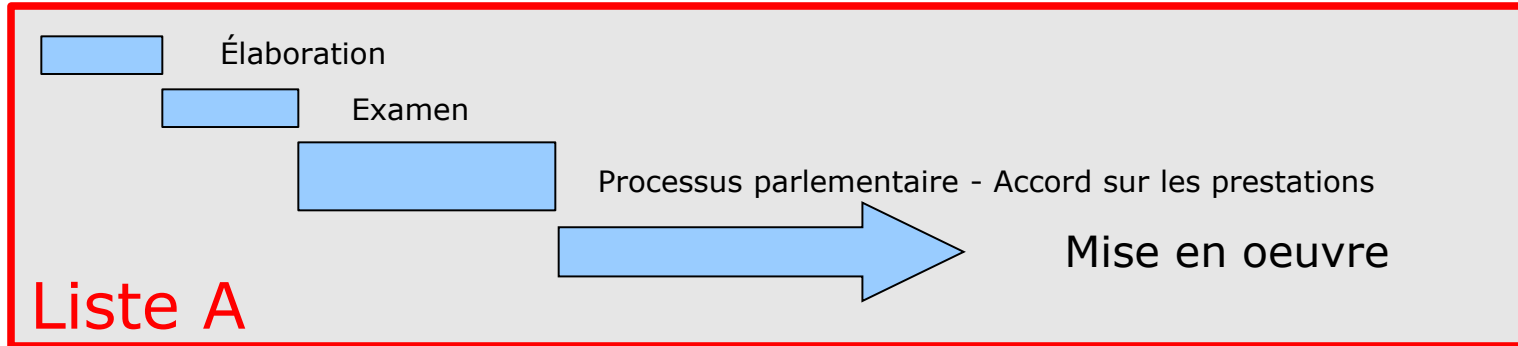 Élaboration
Examen
Processus parlementaire - Accord sur les prestations
Mise en oeuvre
Liste A